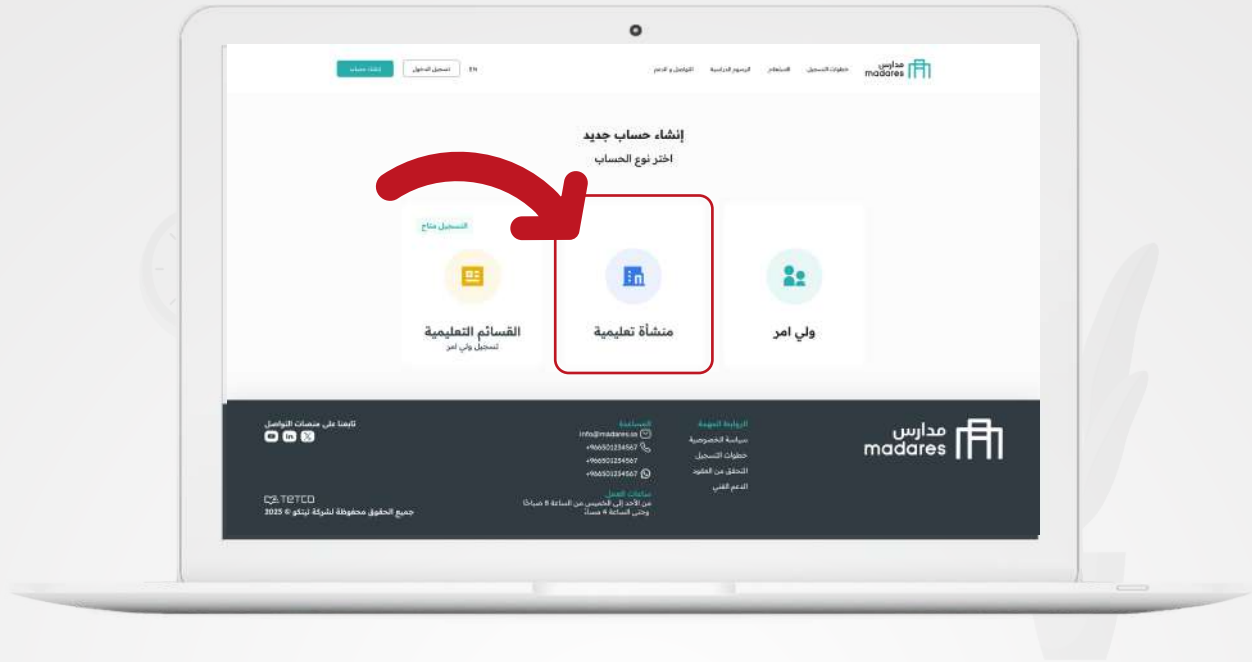 مدارس
madares
خطوات التسجيل
الاستعلام
الرسوم الدراسية
التواصل و الدعم
EN
تسجيل الدخول
إنشاء حساب
إنشاء حساب جديد
اختر نوع الحساب
ولي امر
منشأة تعليمية
التسجيل متاح
القسائم التعليمية
تسجيل ولي امر
مدارس
madares
الروابط المهمة
سياسة الخصوصية
خطوات التسجيل
التحقق من العقود
الدعم الفني
المساعدة
info@madares.sa
+966501234567
+966501234567
+966501234567
ساعات العمل
من الأحد إلى الخميس من الساعة 8 صباحًا
وحتى الساعة 4 مساءً
تابعنا على منصات التواصل
TETCO
جميع الحقوق محفوظة لشركة تيتكو © 2023